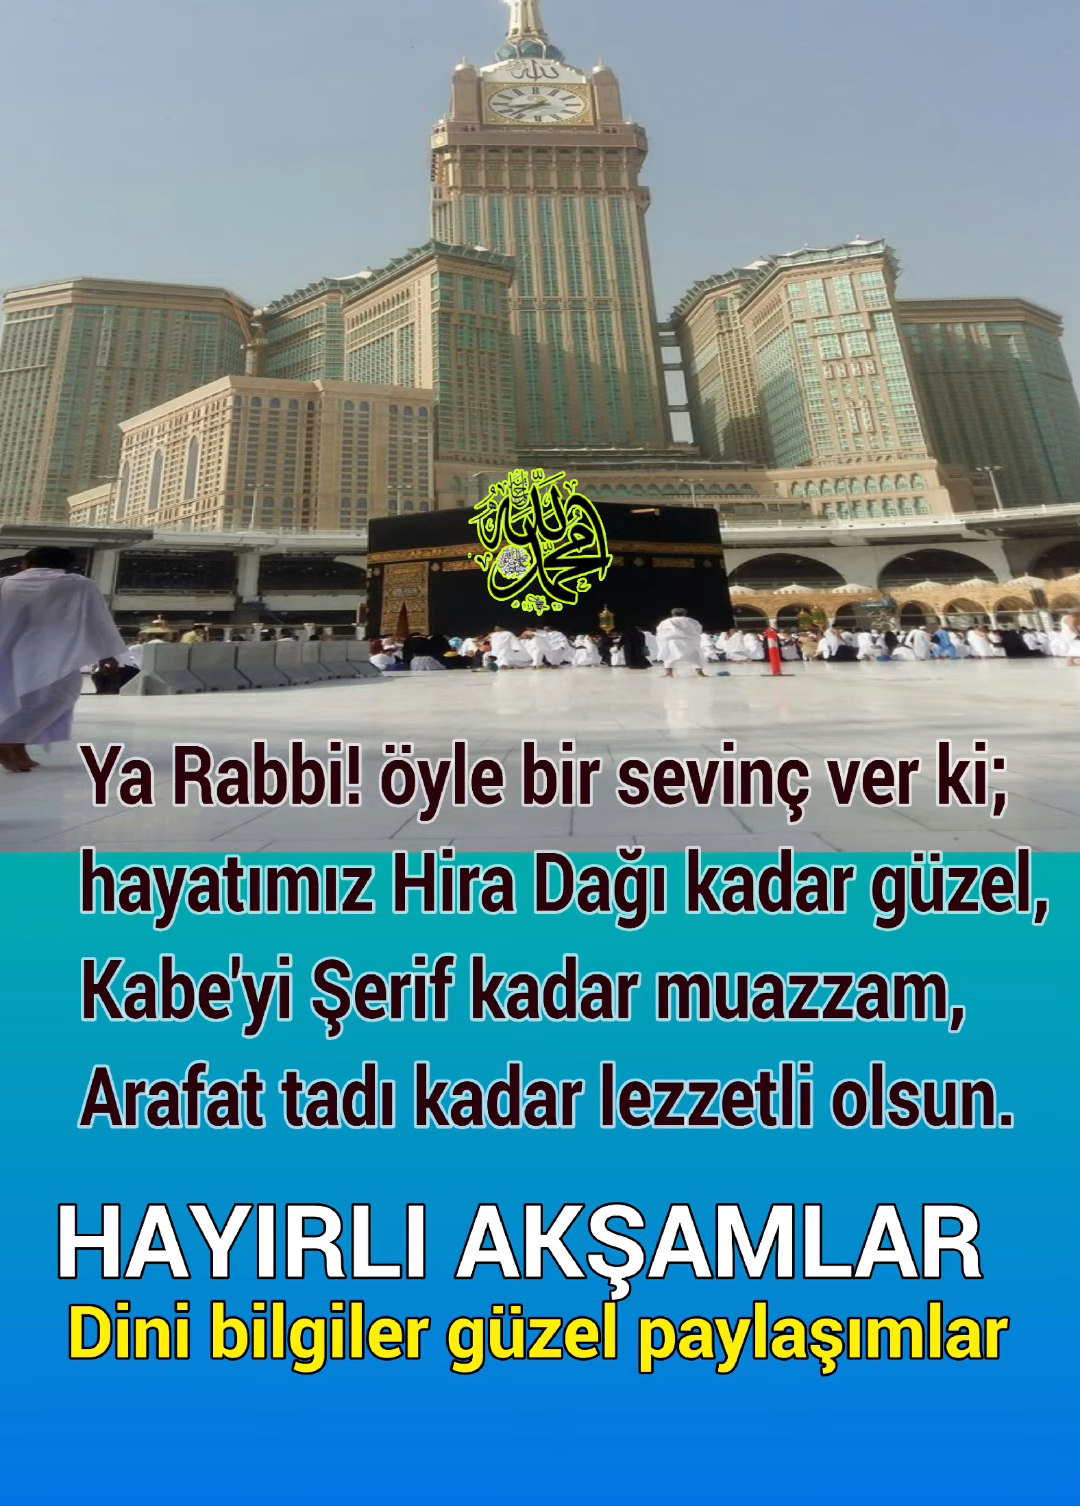 الله
Ya Rabbi! öyle bir sevinç ver ki;
hayatımız Hira Dağı kadar güzel,
Kabe'yi Şerif kadar muazzam,
Arafat tadı kadar lezzetli olsun.
HAYIRLI AKŞAMLAR
Dini bilgiler güzel paylaşımlar